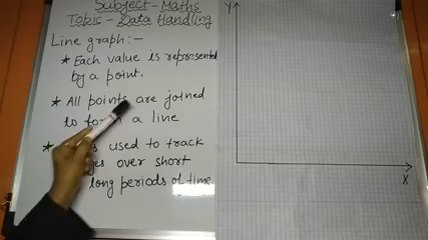 Subject - Maths
Topic - Data Handling
Line graph :-
* Each value is represented
by a point.
* All points are joined
to a line
* used to track
over short
long periods of time
Y
X